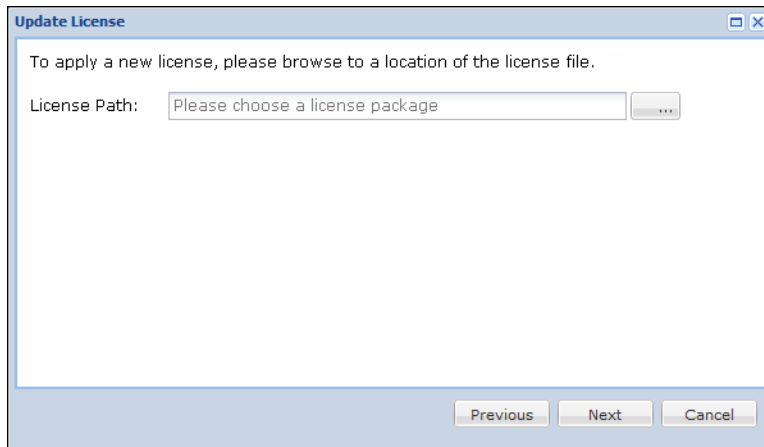 Update License
To apply a new license, please browse to a location of the license file.
License Path: Please choose a license package ...
Previous Next Cancel